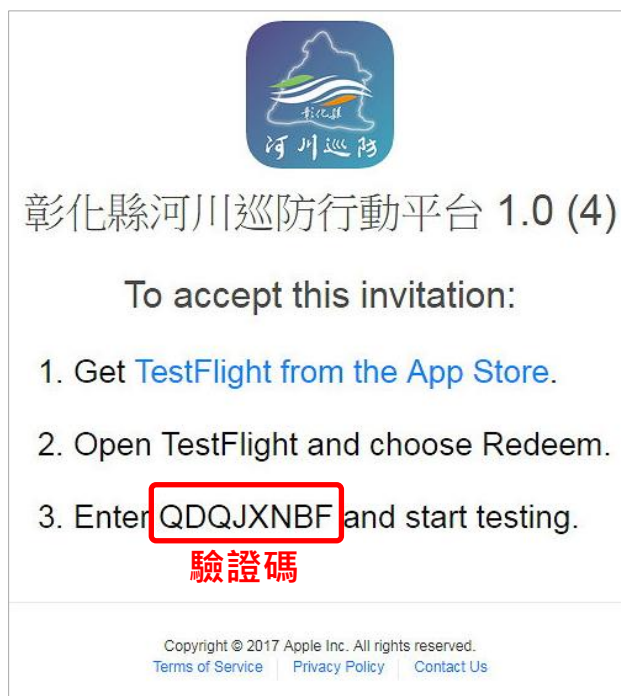 彰化縣
河川巡防
彰化縣河川巡防行動平台 1.0 (4)
To accept this invitation:
1. Get TestFlight from the App Store.
2. Open TestFlight and choose Redeem.
3. Enter QDQJXNBF and start testing.
驗證碼
Copyright © 2017 Apple Inc. All rights reserved.
Terms of Service Privacy Policy Contact Us